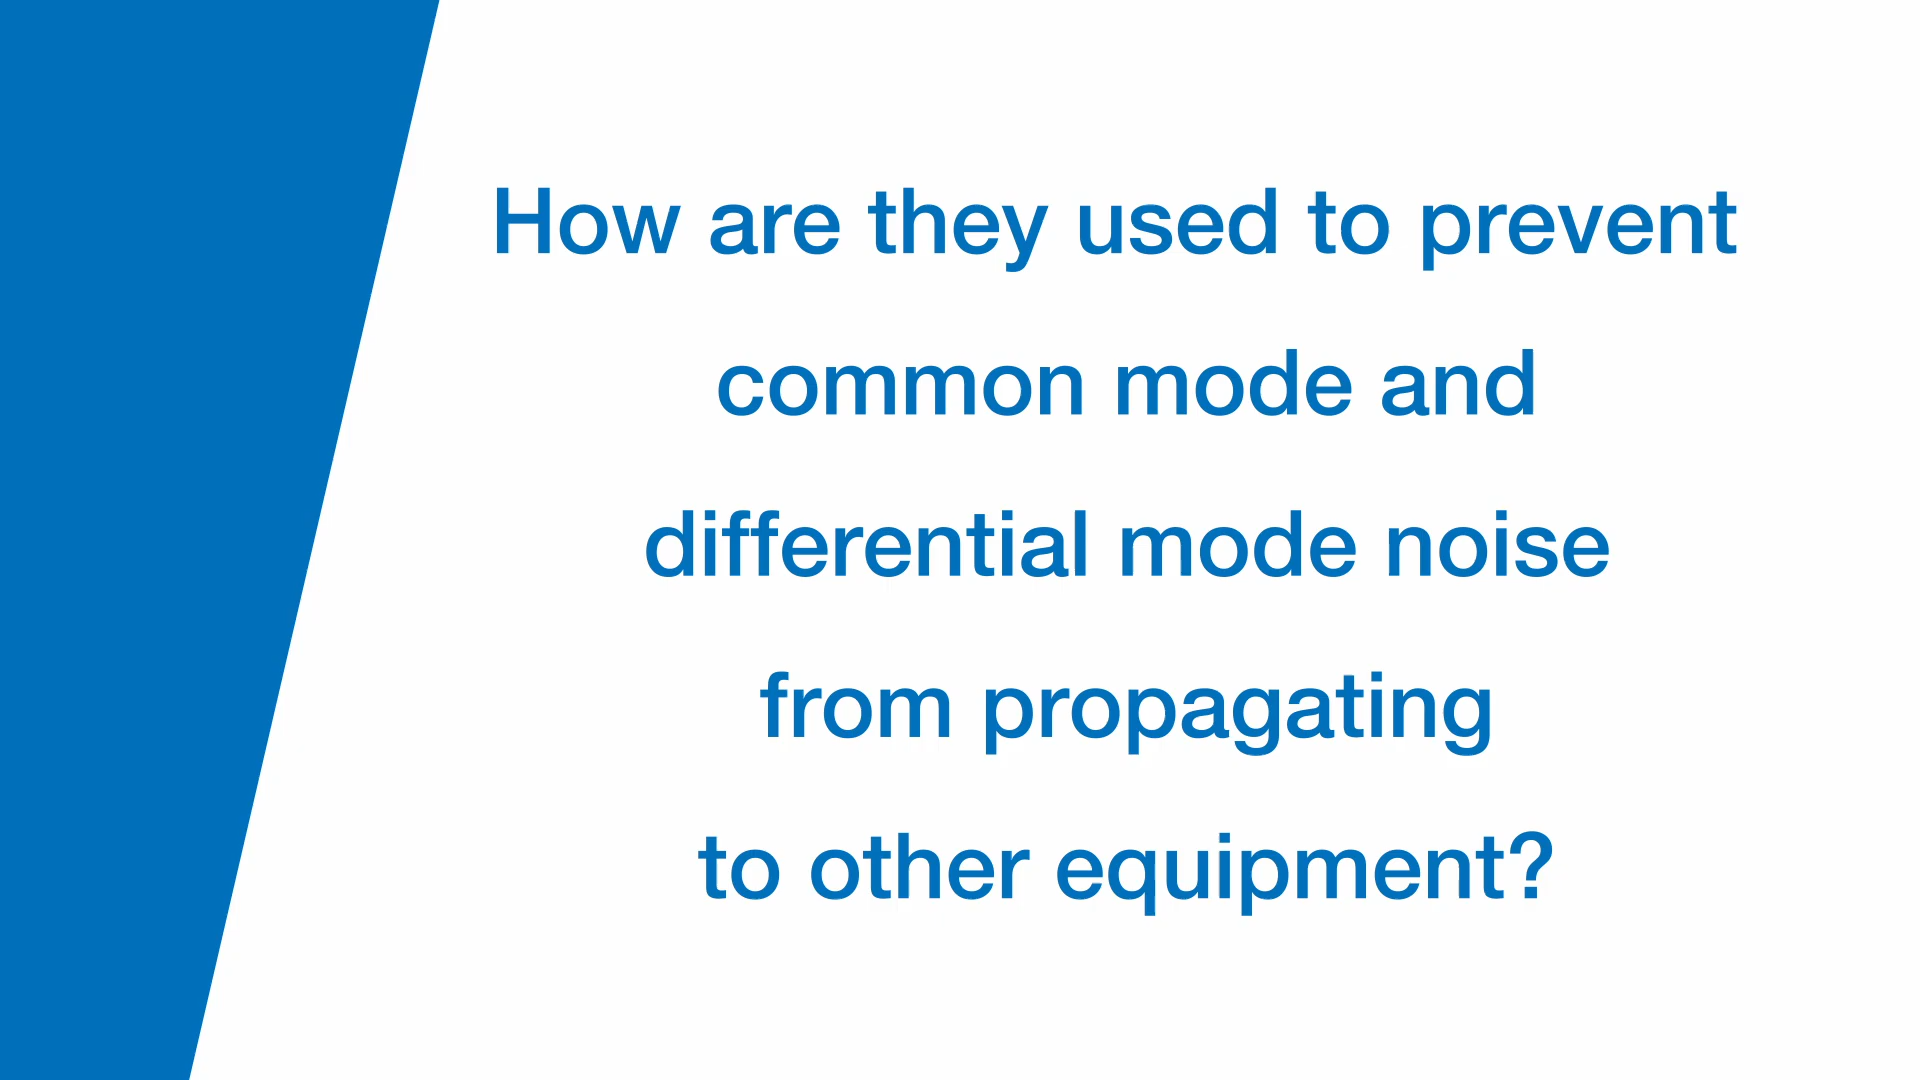 How are they used to prevent
common mode and
differential mode noise
from propagating
to other equipment?